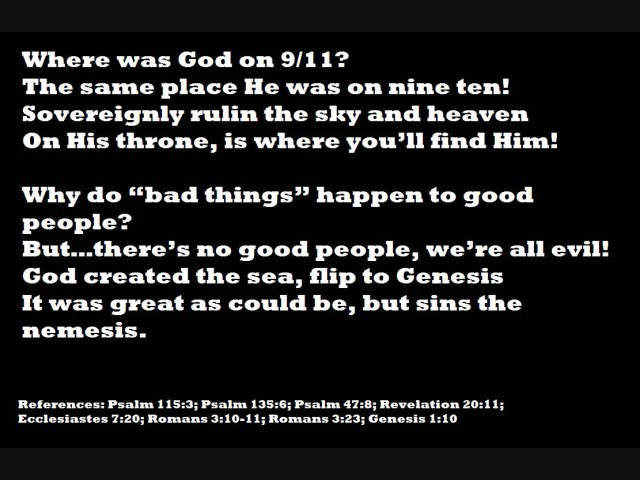 Where was God on 9/11?
The same place He was on nine ten!
Sovereignly rulin the sky and heaven
On His throne, is where you'll find Him!
Why do “bad things” happen to good
people?
But...there's no good people, we're all evil!
God created the sea, flip to Genesis
It was great as could be, but sins the
nemesis.
References: Psalm 115:3; Psalm 135:6; Psalm 47:8; Revelation 20:11;
Ecclesiastes 7:20; Romans 3:10-11; Romans 3:23; Genesis 1:10